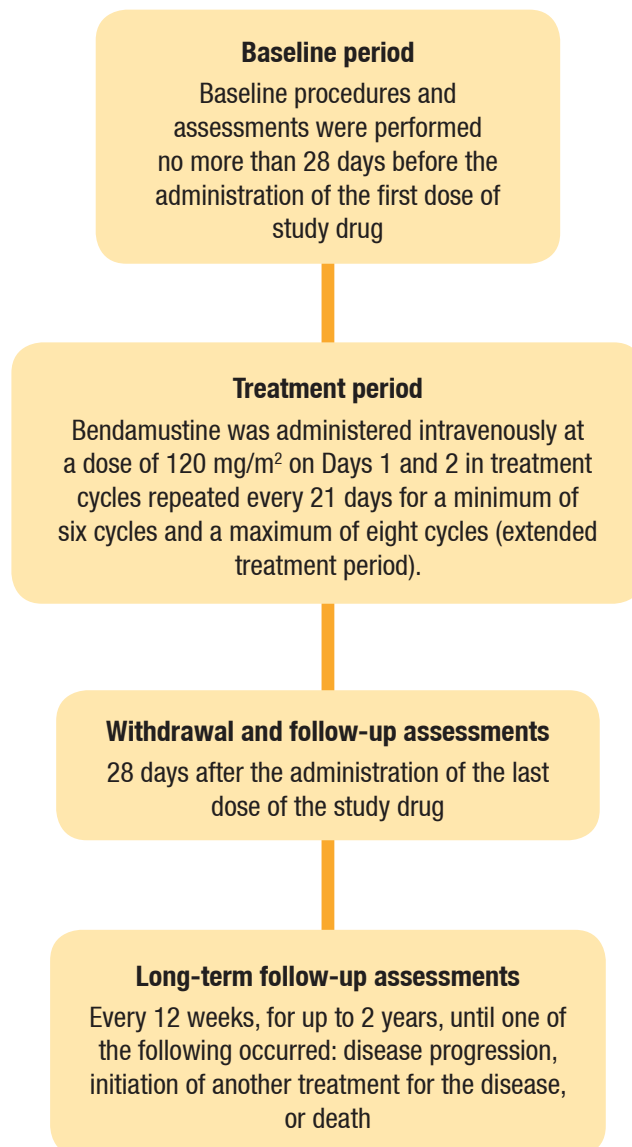 Baseline period
Baseline procedures and
assessments were performed
no more than 28 days before the
administration of the first dose of
study drug
Treatment period
Bendamustine was administered intravenously at
a dose of 120 mg/m² on Days 1 and 2 in treatment
cycles repeated every 21 days for a minimum of
six cycles and a maximum of eight cycles (extended
treatment period).
Withdrawal and follow-up assessments
28 days after the administration of the last
dose of the study drug
Long-term follow-up assessments
Every 12 weeks, for up to 2 years, until one of
the following occurred: disease progression,
initiation of another treatment for the disease,
or death